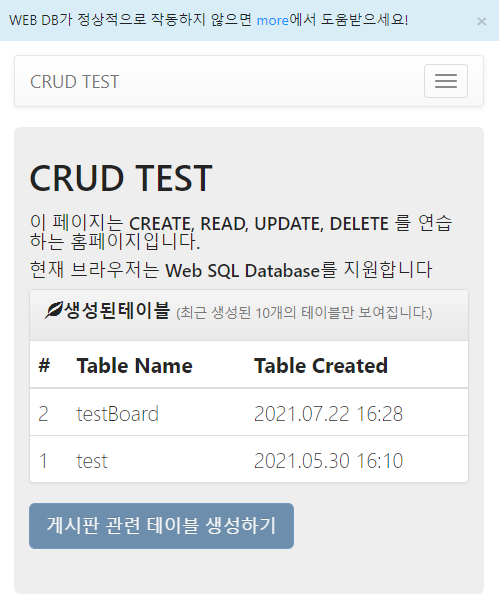 WEB DB가 정상적으로 작동하지 않으면 more에서 도움받으세요! ×
CRUD TEST
CRUD TEST
이 페이지는 CREATE, READ, UPDATE, DELETE 를 연습
하는 홈페이지입니다.
현재 브라우저는 Web SQL Database를 지원합니다
생성된테이블 (최근 생성된 10개의 테이블만 보여집니다.)
# Table Name Table Created
2 testBoard 2021.07.22 16:28
1 test 2021.05.30 16:10
게시판 관련 테이블 생성하기